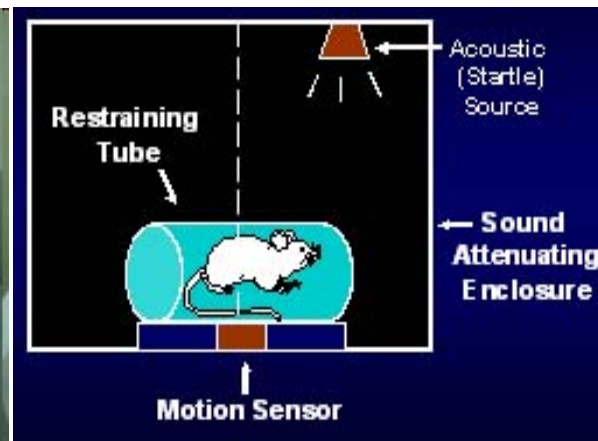 Acoustic
(Startle)
Source
Restraining
Tube
Sound
Attenuating
Enclosure
Motion Sensor